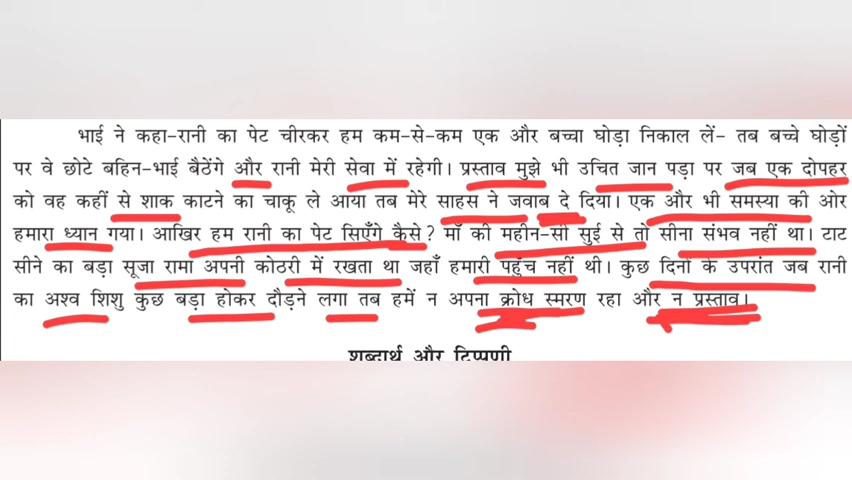 भाई ने कहा-रानी का पेट चीरकर हम कम-से-कम एक और बच्चा घोड़ा निकाल लें- तब बच्चे घोड़ों
पर वे छोटे बहिन-भाई बैठेंगे और रानी मेरी सेवा में रहेगी। प्रस्ताव मुझे भी उचित जान पड़ा पर जब एक दोपहर
को वह कहीं से शाक काटने का चाकू ले आया तब मेरे साहस ने जवाब दे दिया। एक और भी समस्या की ओर
हमारा ध्यान गया। आखिर हम रानी का पेट सिएँगे कैसे? माँ की महीन-सी सुई से तो सीना संभव नहीं था। टाट
सीने का बड़ा सूजा रामा अपनी कोठरी में रखता था जहाँ हमारी पहुँच नहीं थी। कुछ दिनों के उपरांत जब रानी
का अश्व शिशु कुछ बड़ा होकर दौड़ने लगा तब हमें न अपना क्रोध स्मरण रहा और न प्रस्ताव।
शब्दार्थ और टिप्पणी